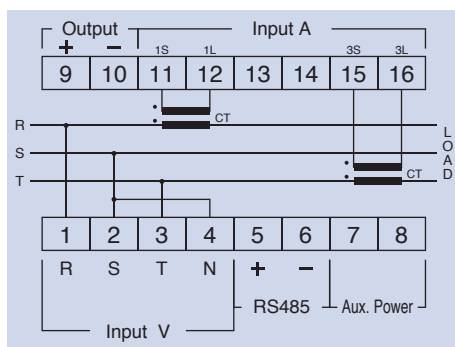 Output Input A
+ − 1S 1L 3S 3L
9 10 11 12 13 14 15 16
R CT
S
T CT
LOAD
1 2 3 4 5 6 7 8
R S T N + −
RS485 Aux. Power
Input V